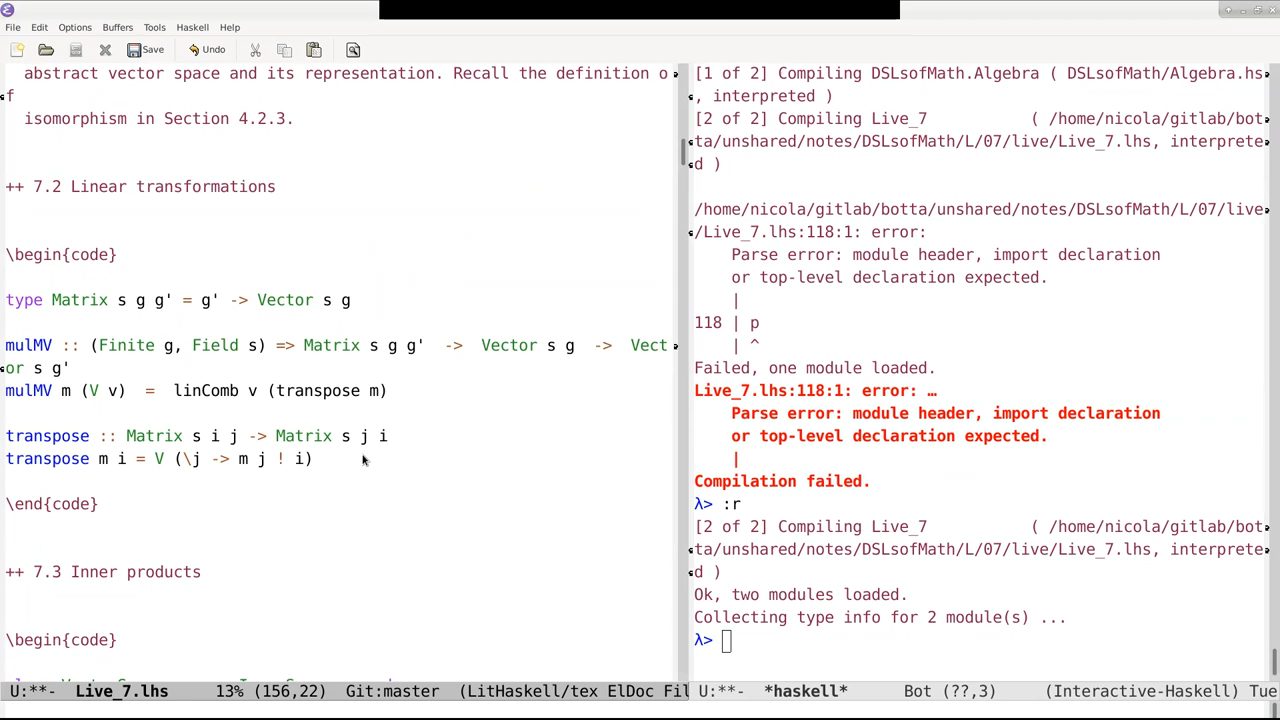 File Edit Options Buffers Tools Haskell Help
Save Undo
abstract vector space and its representation. Recall the definition o
f
isomorphism in Section 4.2.3.
++ 7.2 Linear transformations
\begin{code}
type Matrix s g g' = g' -> Vector s g
mulMV :: (Finite g, Field s) => Matrix s g g'  ->  Vector s g  ->  Vect
or s g'
mulMV m (V v)  =  linComb v (transpose m)
transpose :: Matrix s i j -> Matrix s j i
transpose m i = V (\j -> m j ! i)
\end{code}
++ 7.3 Inner products
\begin{code}
U:**-  Live_7.lhs     13% (156,22)   Git:master  (LitHaskell/tex ElDoc Fil
[1 of 2] Compiling DSLsofMath.Algebra ( DSLsofMath/Algebra.hs
, interpreted )
[2 of 2] Compiling Live_7           ( /home/nicola/gitlab/bot
ta/unshared/notes/DSLsofMath/L/07/live/Live_7.lhs, interprete
d )
/home/nicola/gitlab/botta/unshared/notes/DSLsofMath/L/07/live
/Live_7.lhs:118:1: error:
    Parse error: module header, import declaration
    or top-level declaration expected.
    |
118 | p
    | ^
Failed, one module loaded.
Live_7.lhs:118:1: error: …
    Parse error: module header, import declaration
    or top-level declaration expected.
    |
Compilation failed.
λ> :r
[2 of 2] Compiling Live_7           ( /home/nicola/gitlab/bot
ta/unshared/notes/DSLsofMath/L/07/live/Live_7.lhs, interprete
d )
Ok, two modules loaded.
Collecting type info for 2 module(s) ...
λ>
U:**-  *haskell*      Bot (??,3)     (Interactive-Haskell) Tue